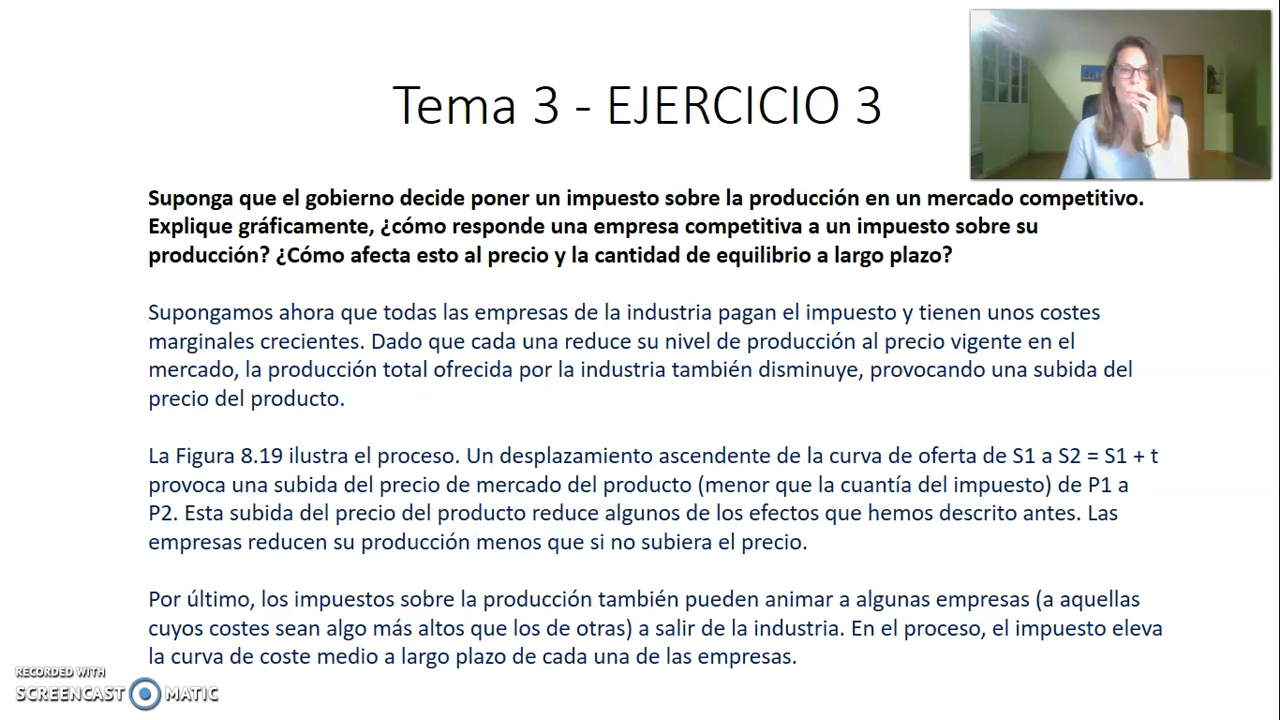 Tema 3 - EJERCICIO 3
Suponga que el gobierno decide poner un impuesto sobre la producción en un mercado competitivo.
Explique gráficamente, ¿cómo responde una empresa competitiva a un impuesto sobre su
producción? ¿Cómo afecta esto al precio y la cantidad de equilibrio a largo plazo?
Supongamos ahora que todas las empresas de la industria pagan el impuesto y tienen unos costes
marginales crecientes. Dado que cada una reduce su nivel de producción al precio vigente en el
mercado, la producción total ofrecida por la industria también disminuye, provocando una subida del
precio del producto.
La Figura 8.19 ilustra el proceso. Un desplazamiento ascendente de la curva de oferta de S1 a S2 = S1 + t
provoca una subida del precio de mercado del producto (menor que la cuantía del impuesto) de P1 a
P2. Esta subida del precio del producto reduce algunos de los efectos que hemos descrito antes. Las
empresas reducen su producción menos que si no subiera el precio.
Por último, los impuestos sobre la producción también pueden animar a algunas empresas (a aquellas
cuyos costes sean algo más altos que los de otras) a salir de la industria. En el proceso, el impuesto eleva
la curva de coste medio a largo plazo de cada una de las empresas.
RECORDED WITH
SCREENCAST MATIC